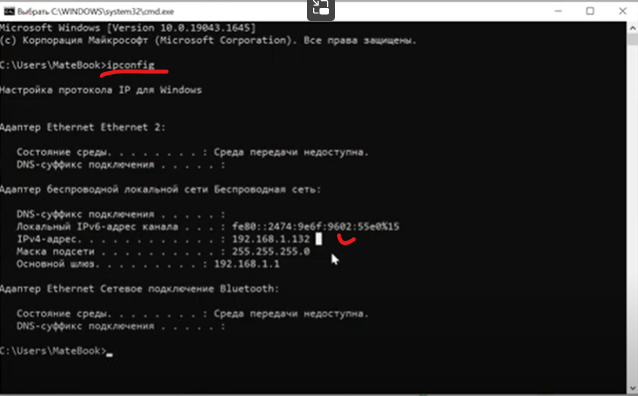 Выбрать C:\WINDOWS\system32\cmd.exe
Microsoft Windows [Version 10.0.19043.1645]
(c) Корпорация Майкрософт (Microsoft Corporation). Все права защищены.
C:\Users\MateBook>ipconfig
Настройка протокола IP для Windows
Адаптер Ethernet Ethernet 2:
Состояние среды. . . . . . . . : Среда передачи недоступна.
DNS-суффикс подключения . . . . . :
Адаптер беспроводной локальной сети Беспроводная сеть:
DNS-суффикс подключения . . . . . :
Локальный IPv6-адрес канала . . . : fe80::2474:9e6f:9602:55e0%15
IPv4-адрес. . . . . . . . . . . . : 192.168.1.132
Маска подсети . . . . . . . . . . : 255.255.255.0
Основной шлюз. . . . . . . . . : 192.168.1.1
Адаптер Ethernet Сетевое подключение Bluetooth:
Состояние среды. . . . . . . . : Среда передачи недоступна.
DNS-суффикс подключения . . . . . :
C:\Users\MateBook>